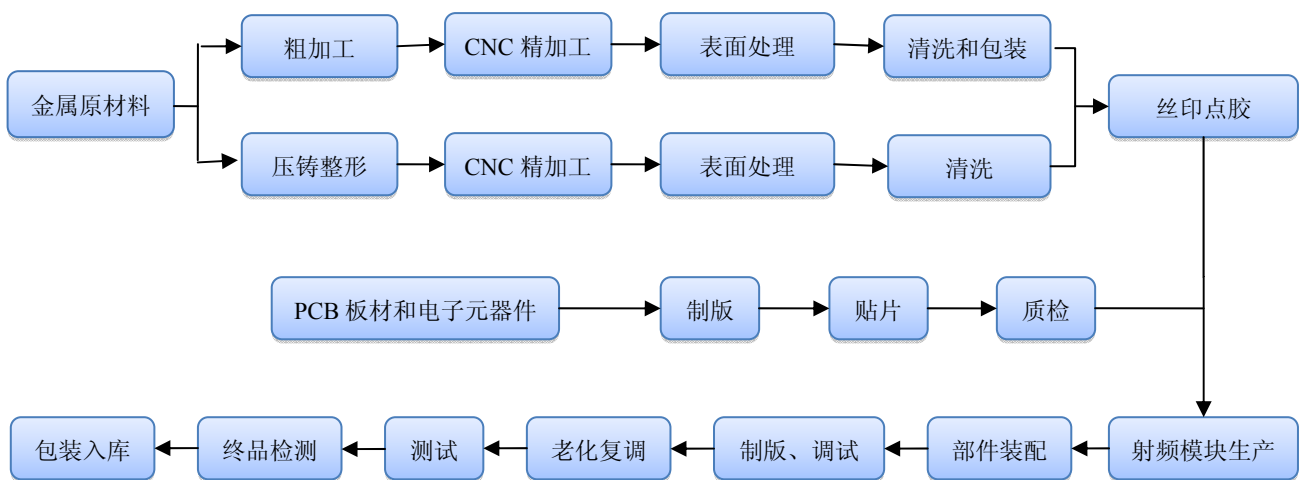 粗加工
CNC 精加工
表面处理
清洗和包装
金属原材料
丝印点胶
压铸整形
CNC 精加工
表面处理
清洗
PCB 板材和电子元器件
制版
贴片
质检
包装入库
终品检测
测试
老化复调
制版、调试
部件装配
射频模块生产